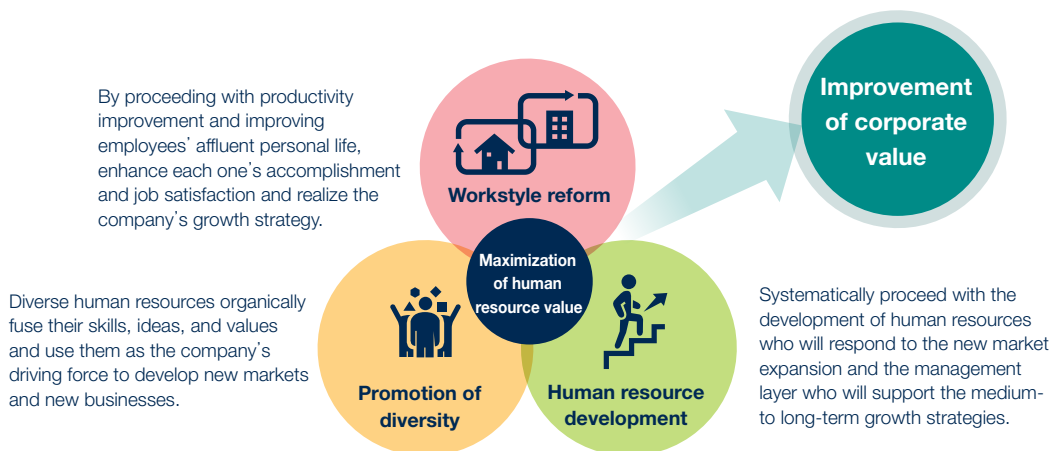 Improvement
of corporate
value
By proceeding with productivity
improvement and improving
employees’ affluent personal life,
enhance each one’s accomplishment
and job satisfaction and realize the
company’s growth strategy.
Workstyle reform
Maximization
of human
resource value
Diverse human resources organically
fuse their skills, ideas, and values
and use them as the company’s
driving force to develop new markets
and new businesses.
Promotion of
diversity
Human resource
development
Systematically proceed with the
development of human resources
who will respond to the new market
expansion and the management
layer who will support the medium-
to long-term growth strategies.